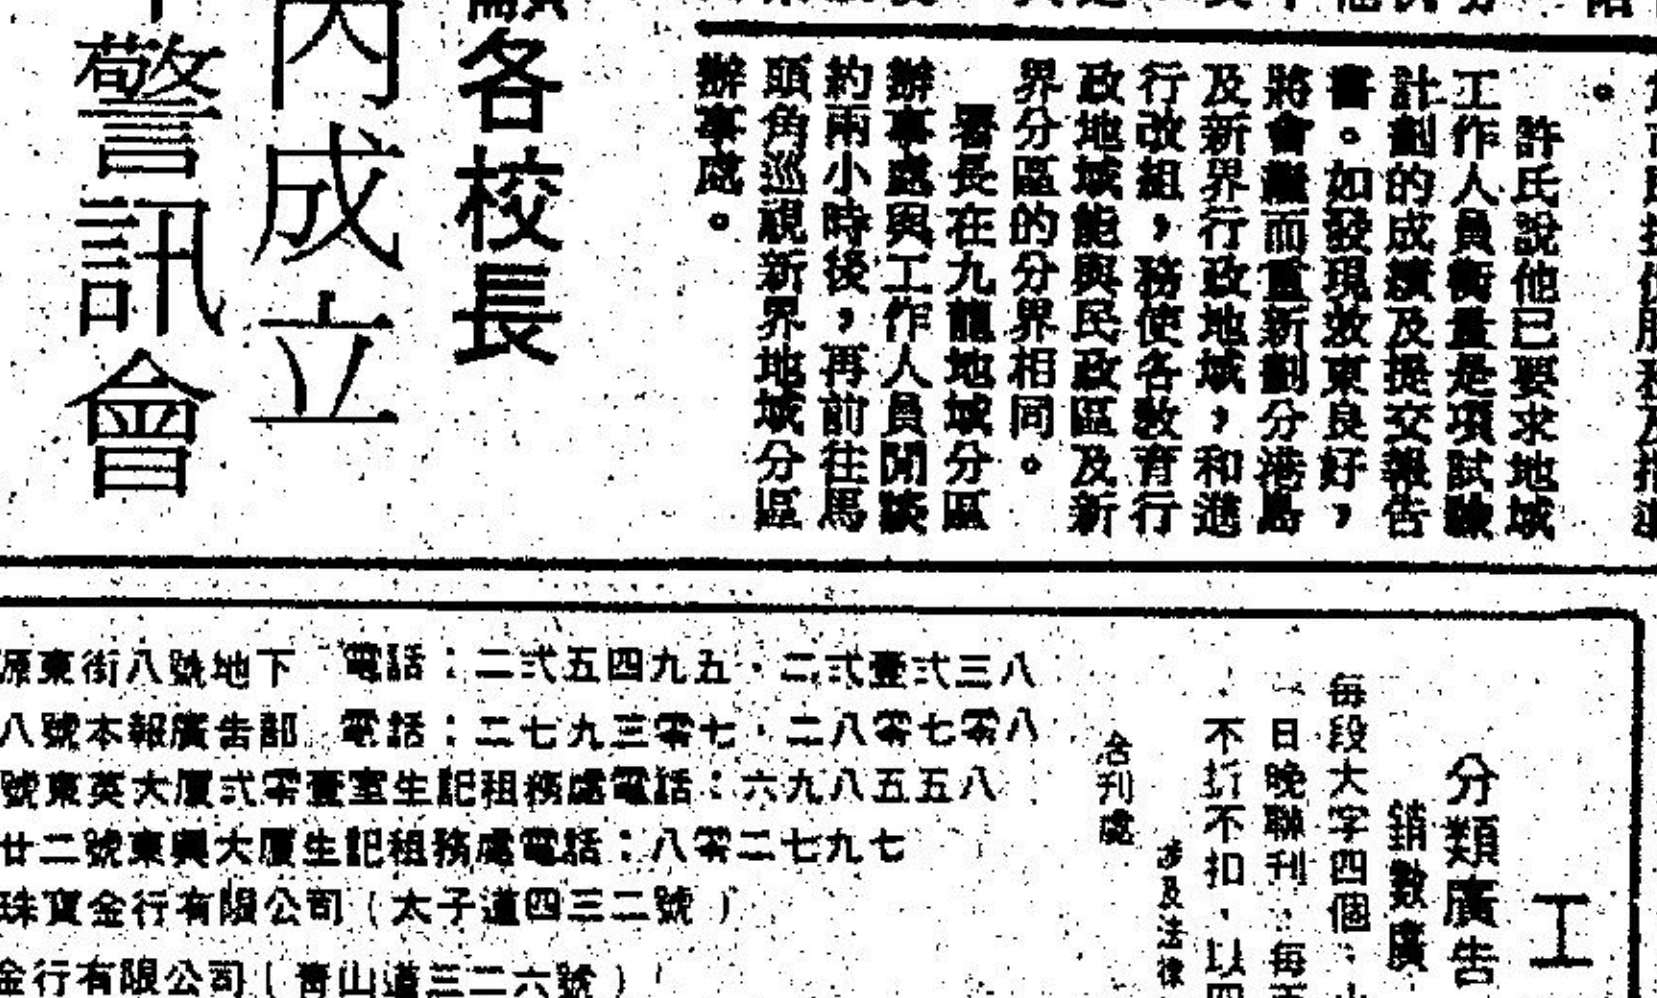 許氏說他已要求地域
工作人員衡量是項試驗
計劃的成績及提交報告
書。如發現效東良好，
將會繼而重新劃分港島
及新界行政地域，和進
行改組，務使各教育行
政地域能與民政區及新
界分區的分界相同。
署長在九龍地域分區
辦事處與工作人員閒談
約兩小時後，再前往馬
頭角巡視新界地域分區
辦事處。
各校長
內成立
警訊會
源東街八號地下 電話：二弍五四九五．二弍壹弍三八
八號本報廣告部 電話：二七九三零七．二八零七零八
號東英大廈弍零壹室生記租務處電話：六九八五五八
廿二號東興大廈生記租務處電話：八零二七九七
珠寶金行有限公司（太子道四三二號）
金行有限公司（青山道三二六號）
工
分類廣告
銷數廣
每段大字四個
日晚聯刊．每
不折不扣．以四
涉及法律
各刊處